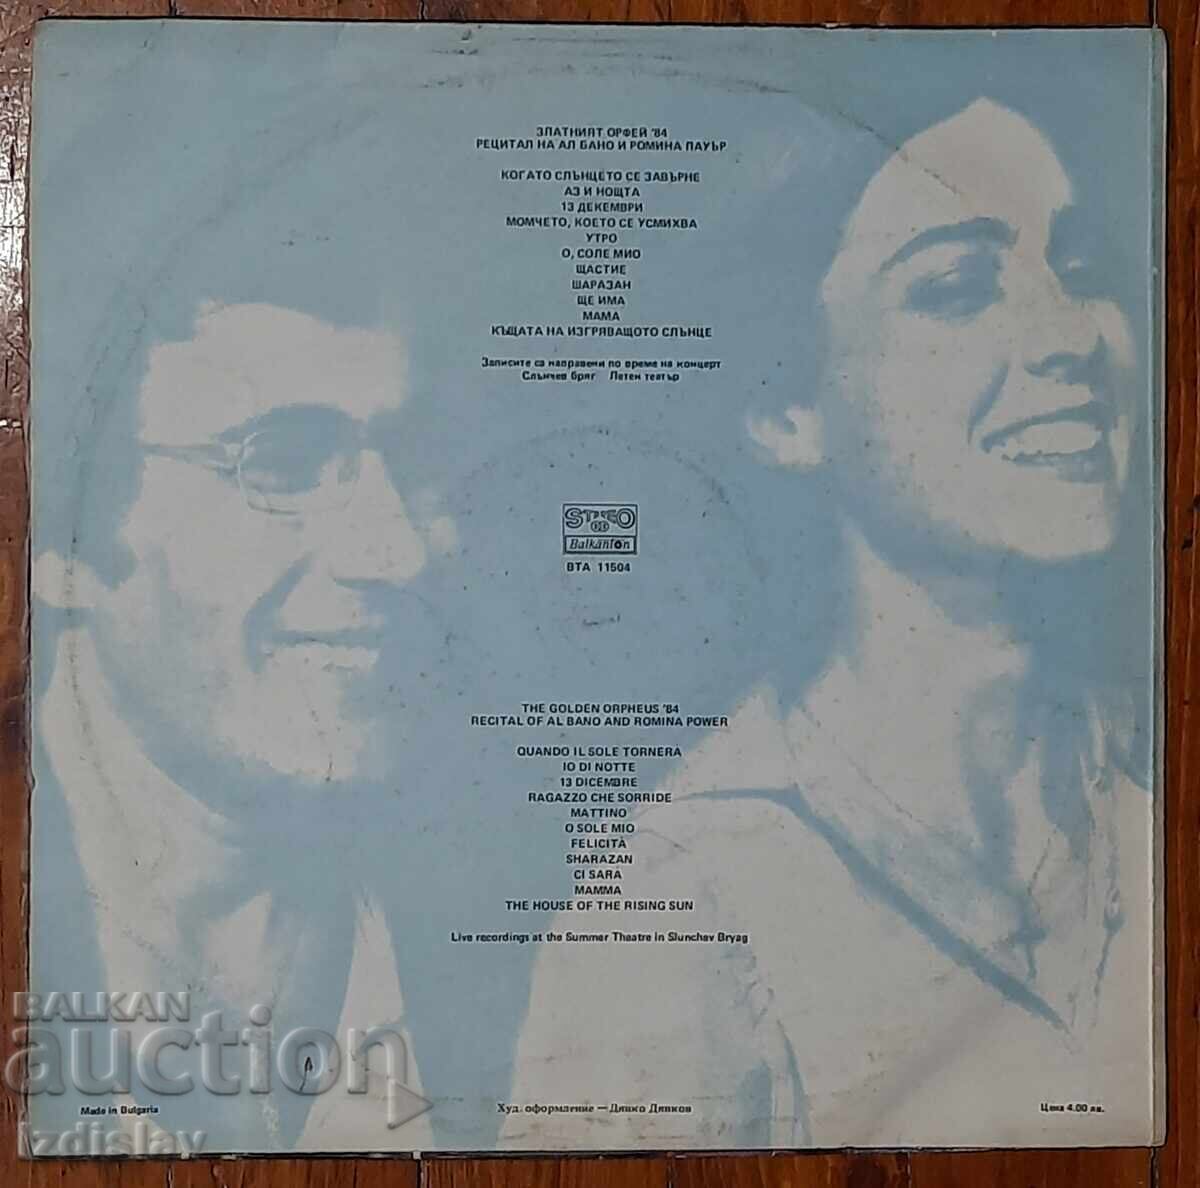 ЗЛАТНИЯТ ОРФЕЙ '84
РЕЦИТАЛ НА АЛ БАНО И РОМИНА ПАУЪР
КОГАТО СЛЪНЦЕТО СЕ ЗАВЪРНЕ
АЗ И НОЩТА
13 ДЕКЕМВРИ
МОМЧЕТО, КОЕТО СЕ УСМИХВА
УТРО
О, СОЛЕ МИО
ЩАСТИЕ
ШАРАЗАН
ЩЕ ИМА
МАМА
КЪЩАТА НА ИЗГРЯВАЩОТО СЛЪНЦЕ
Записите са направени по време на концерт
Слънчев бряг Летен театър
STEREO
Balkanton
ВТА 11504
THE GOLDEN ORPHEUS '84
RECITAL OF AL BANO AND ROMINA POWER
QUANDO IL SOLE TORNERÀ
IO DI NOTTE
13 DICEMBRE
RAGAZZO CHE SORRIDE
MATTINO
O SOLE MIO
FELICITÀ
SHARAZAN
CI SARÀ
MAMMA
THE HOUSE OF THE RISING SUN
Live recordings at the Summer Theatre in Slunchev Bryag
BALKAN
auction
Made in Bulgaria
Худ. оформление — Дянко Дянков
Цена 4.00 лв.
izdislav